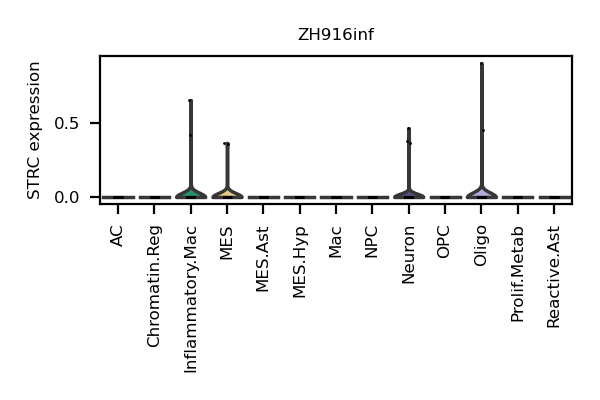 ZH916inf
STRC expression
0.5
0.0
AC
Chromatin.Reg
Inflammatory.Mac
MES
MES.Ast
MES.Hyp
Mac
NPC
Neuron
OPC
Oligo
Prolif.Metab
Reactive.Ast